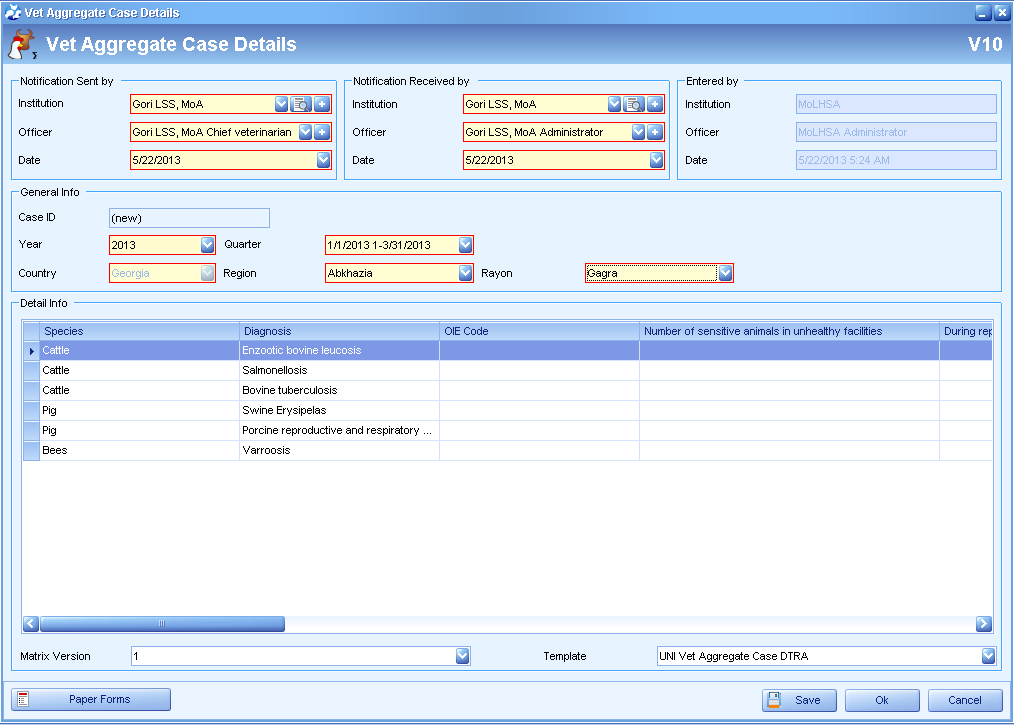 Vet Aggregate Case Details
Vet Aggregate Case Details V10
Notification Sent by Notification Received by Entered by
Institution Gori LSS, MoA Institution Gori LSS, MoA Institution MoLHSA
Officer Gori LSS, MoA Chief veterinarian Officer Gori LSS, MoA Administrator Officer MoLHSA Administrator
Date 5/22/2013 Date 5/22/2013 Date 5/22/2013 5:24 AM
General Info
Case ID (new)
Year 2013 Quarter 1/1/2013 1-3/31/2013
Country Georgia Region Abkhazia Rayon Gagra
Detail Info
Species Diagnosis OIE Code Number of sensitive animals in unhealthy facilities During rep
Cattle Enzootic bovine leucosis
Cattle Salmonellosis
Cattle Bovine tuberculosis
Pig Swine Erysipelas
Pig Porcine reproductive and respiratory ...
Bees Varroosis
Matrix Version 1 Template UNI Vet Aggregate Case DTRA
Paper Forms Save Ok Cancel